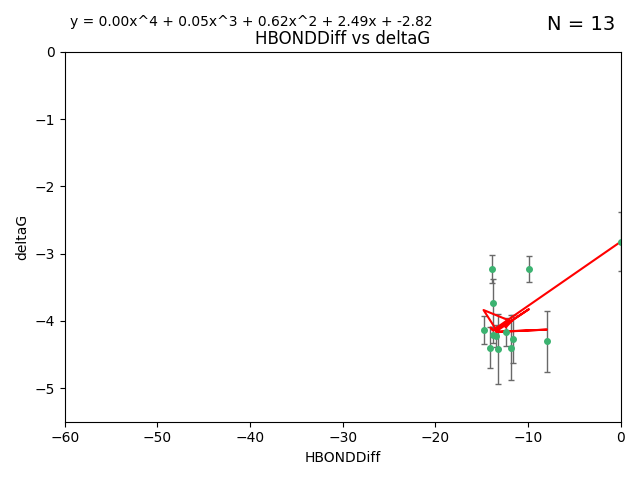 y = 0.00x^4 + 0.05x^3 + 0.62x^2 + 2.49x + -2.82
N = 13
HBONDDiff vs deltaG
0
−1
−2
−3
−4
−5
deltaG
−60 −50 −40 −30 −20 −10 0
HBONDDiff